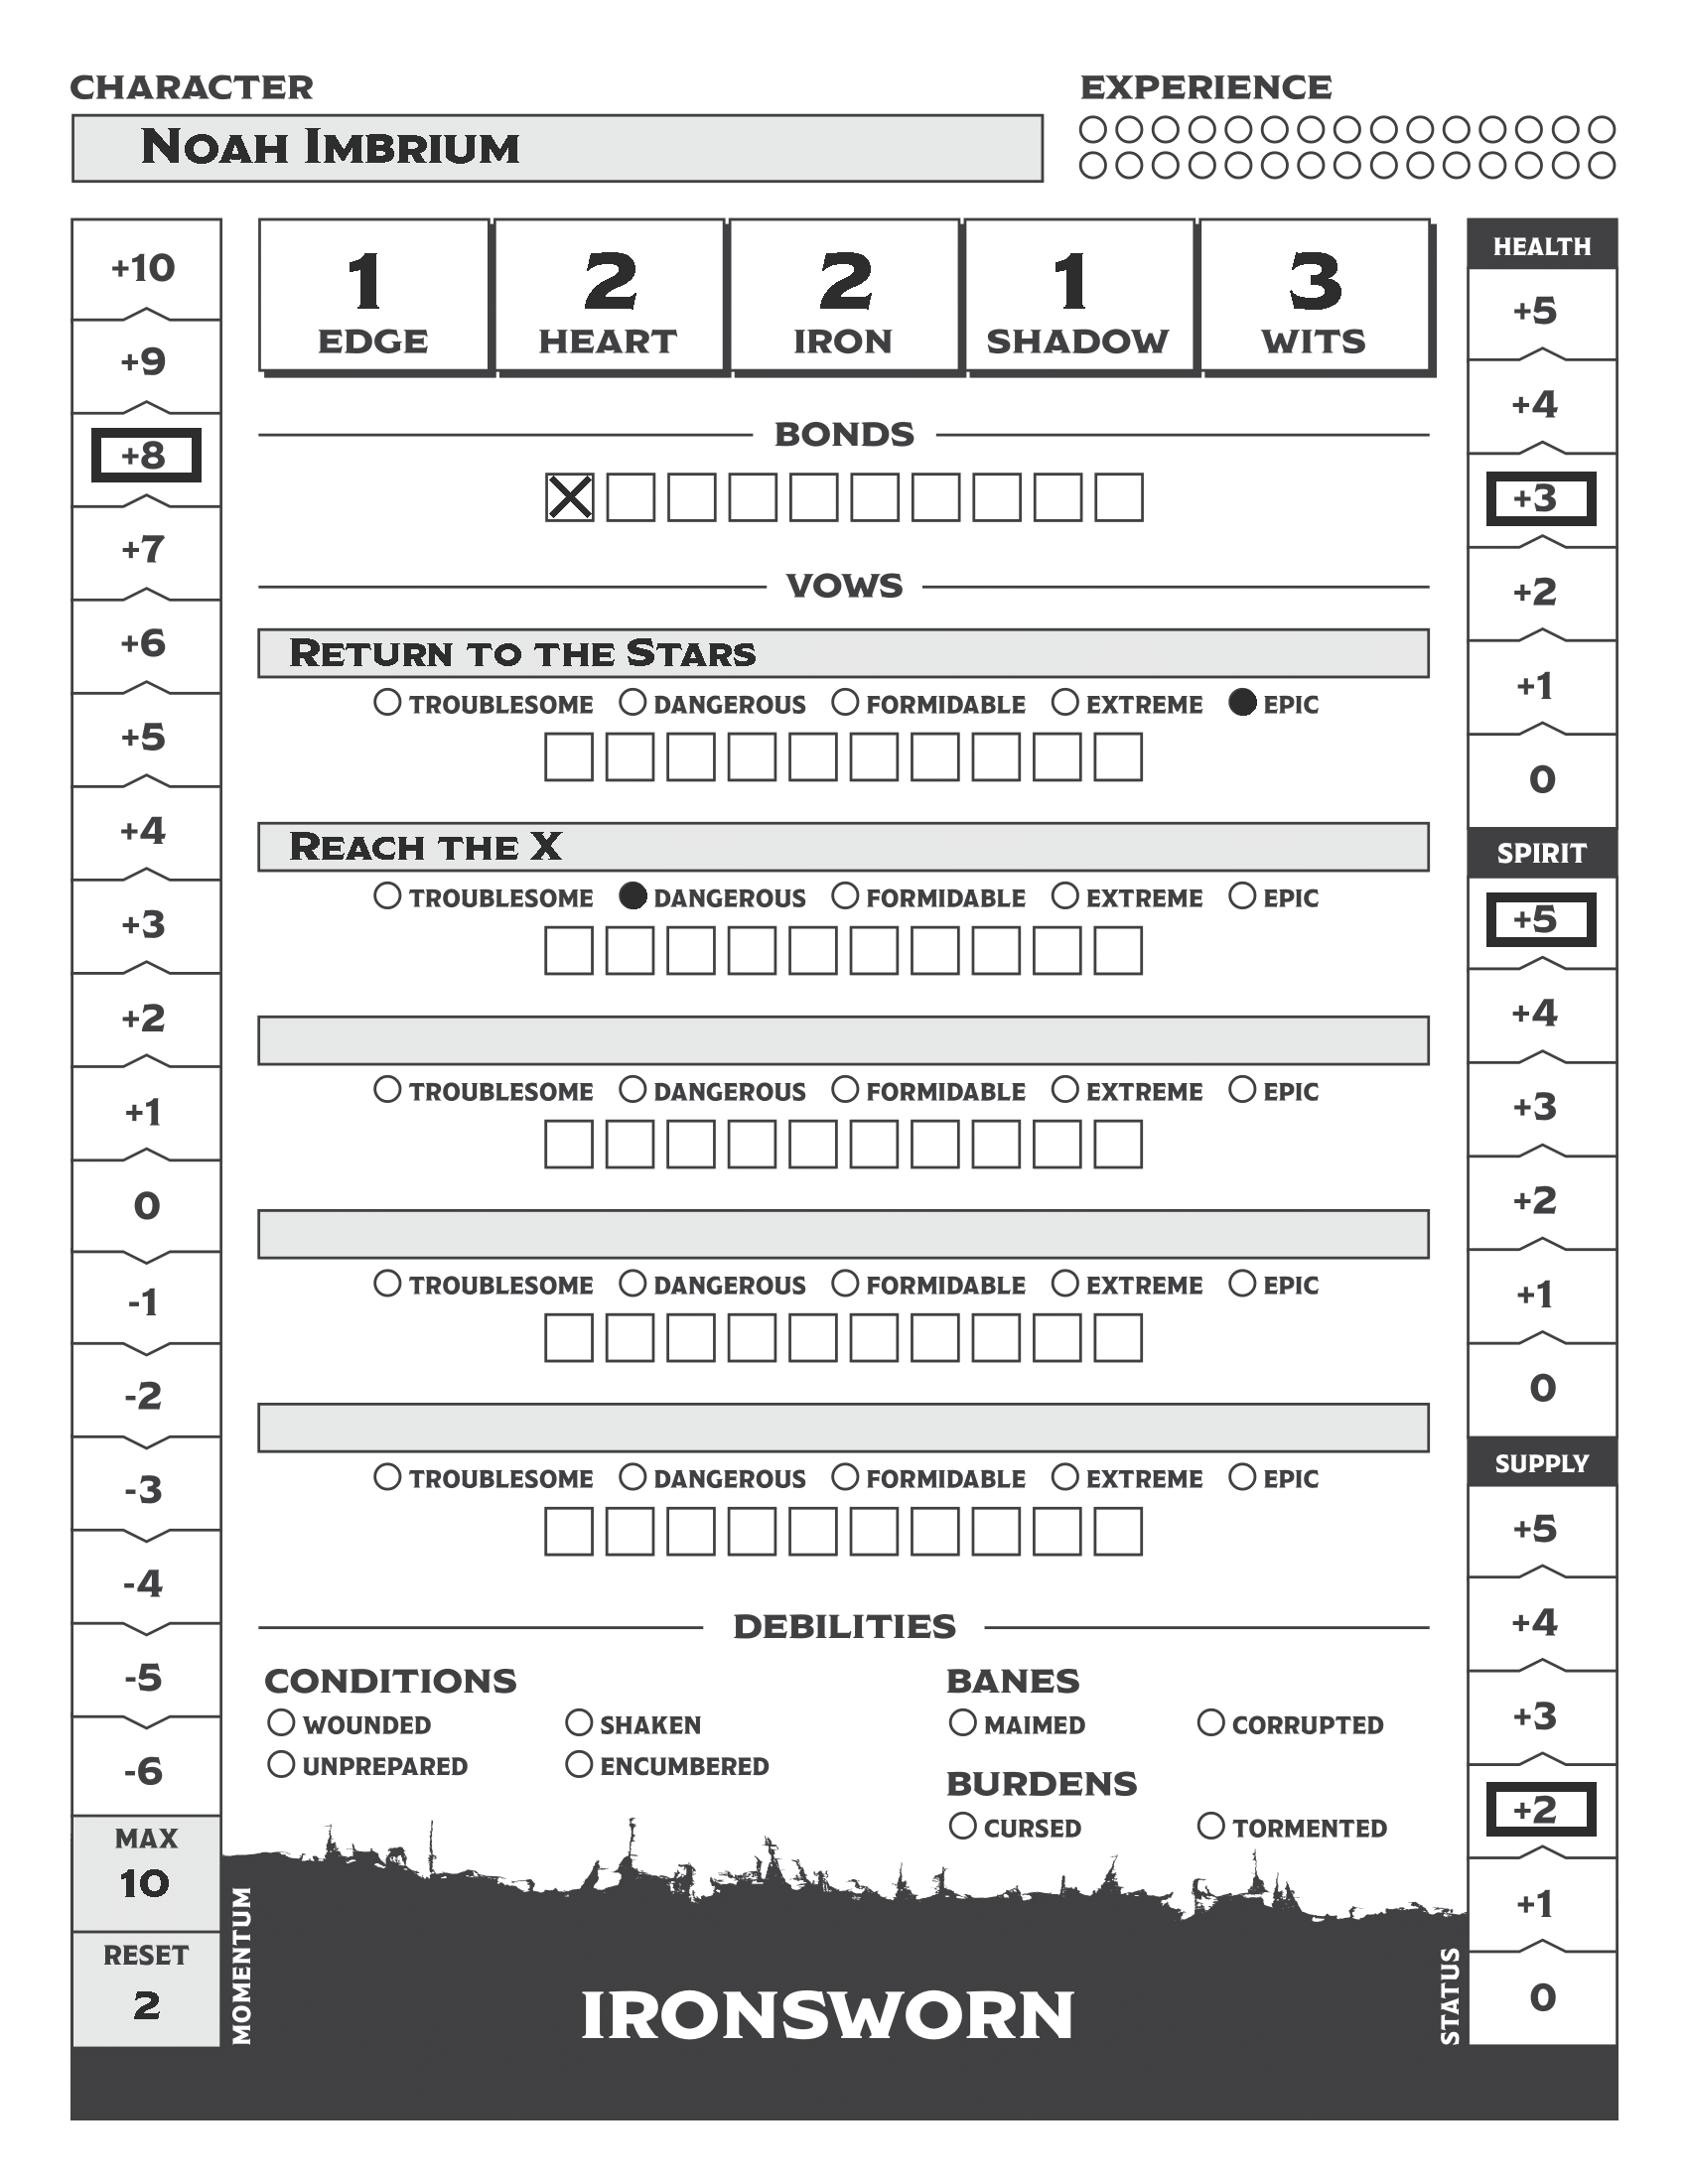 CHARACTER
EXPERIENCE
NOAH IMBRIUM
+10
+9
+8
+7
+6
+5
+4
+3
+2
+1
0
-1
-2
-3
-4
-5
-6
MAX
10
RESET
2
MOMENTUM
1 2 2 1 3
EDGE HEART IRON SHADOW WITS
BONDS
VOWS
RETURN TO THE STARS
TROUBLESOME DANGEROUS FORMIDABLE EXTREME EPIC
REACH THE X
TROUBLESOME DANGEROUS FORMIDABLE EXTREME EPIC
TROUBLESOME DANGEROUS FORMIDABLE EXTREME EPIC
TROUBLESOME DANGEROUS FORMIDABLE EXTREME EPIC
TROUBLESOME DANGEROUS FORMIDABLE EXTREME EPIC
DEBILITIES
CONDITIONS
WOUNDED SHAKEN
UNPREPARED ENCUMBERED
BANES
MAIMED CORRUPTED
BURDENS
CURSED TORMENTED
IRONSWORN
HEALTH
+5
+4
+3
+2
+1
0
SPIRIT
+5
+4
+3
+2
+1
0
SUPPLY
+5
+4
+3
+2
+1
0
STATUS